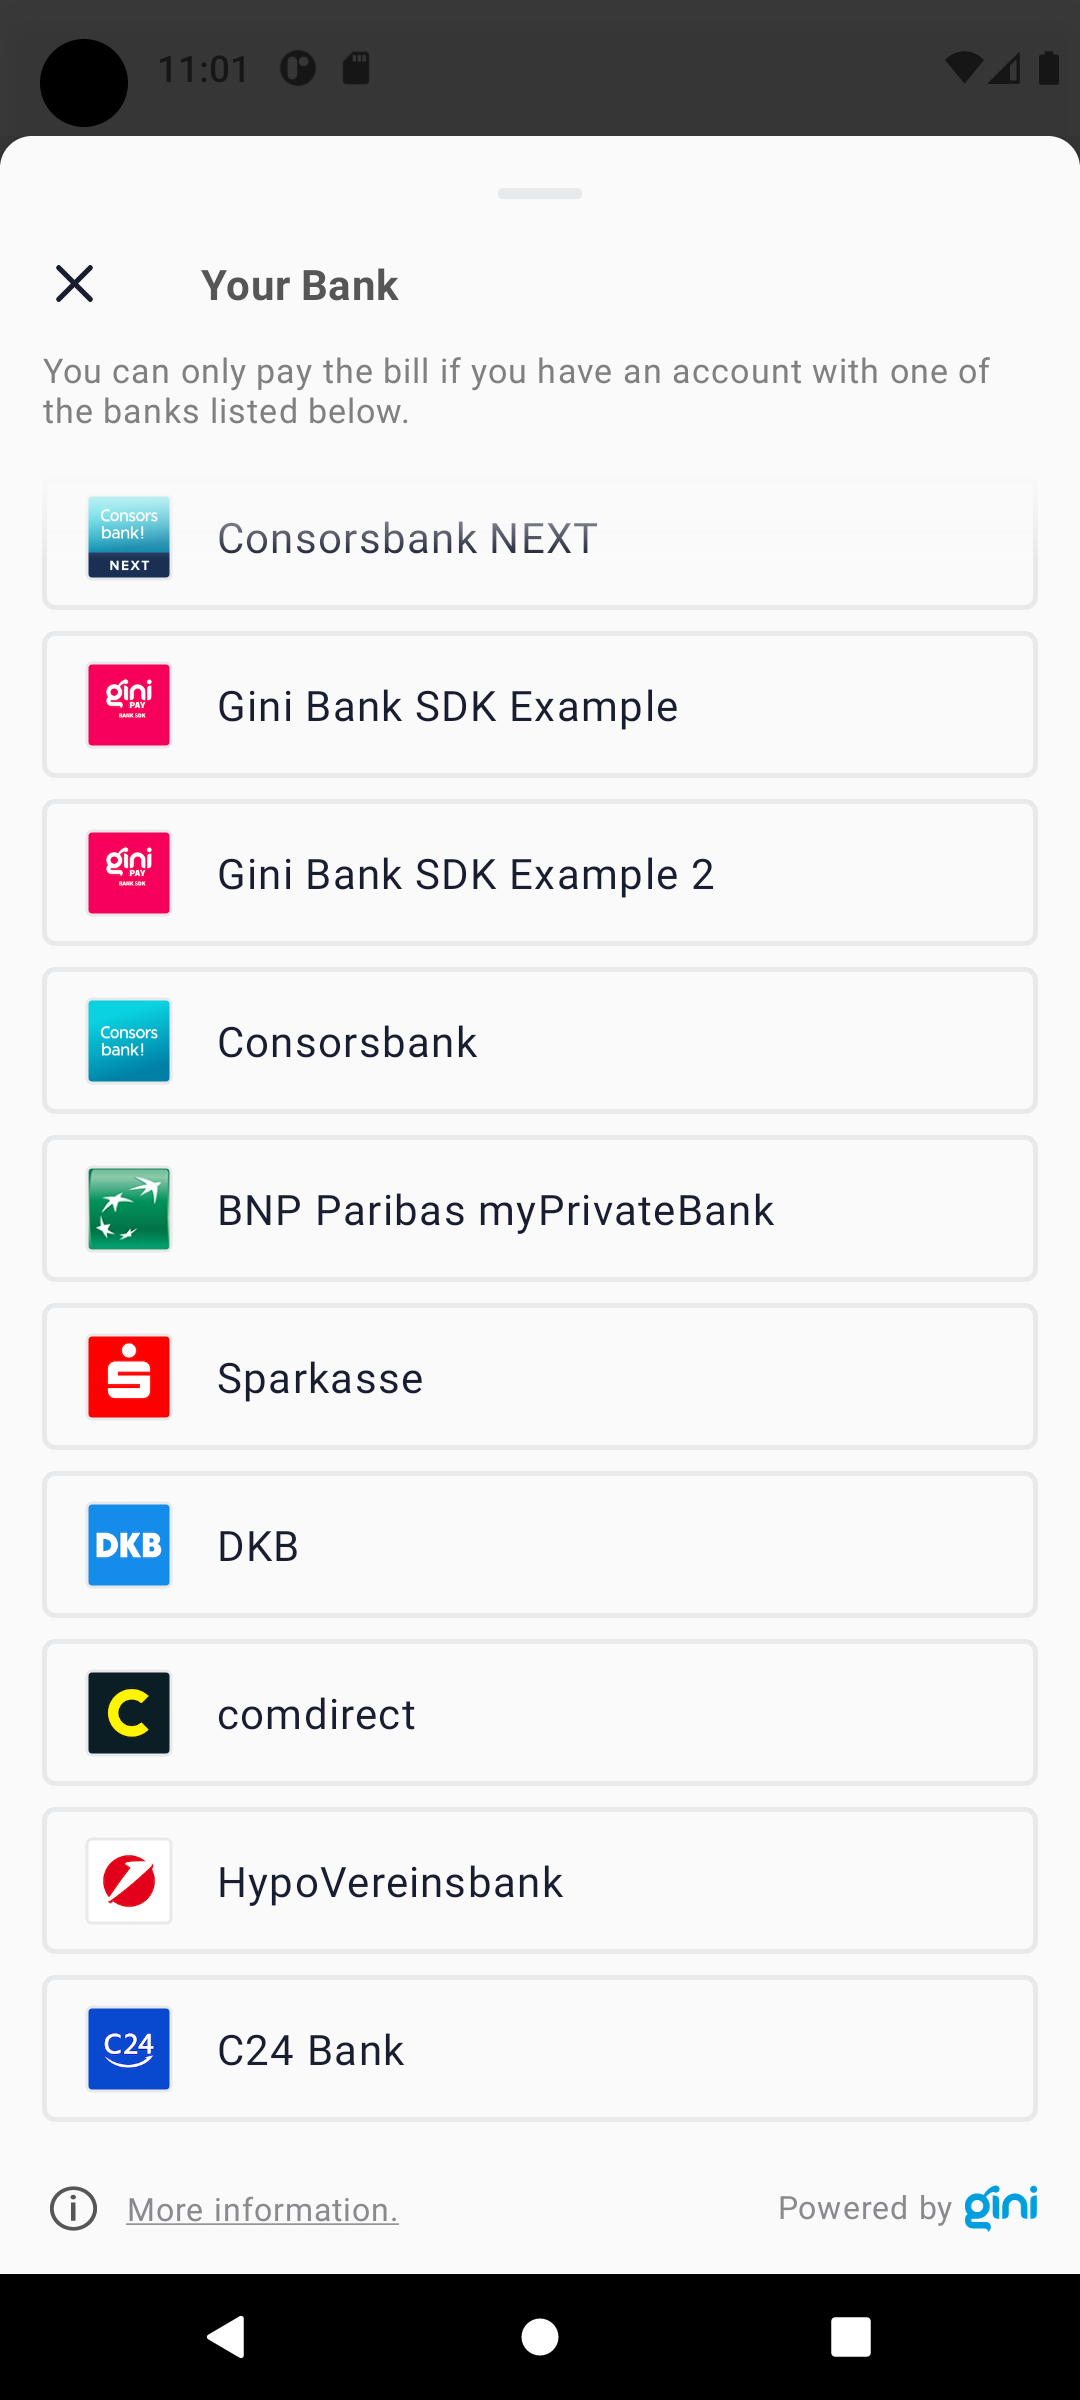 11:01
Your Bank
You can only pay the bill if you have an account with one of
the banks listed below.
Consors
bank!
NEXT
Consorsbank NEXT
gini
PAY
BANK SDK
Gini Bank SDK Example
gini
PAY
BANK SDK
Gini Bank SDK Example 2
Consors
bank!
Consorsbank
BNP Paribas myPrivateBank
Sparkasse
DKB
DKB
comdirect
HypoVereinsbank
C24
C24 Bank
More information.
Powered by gini